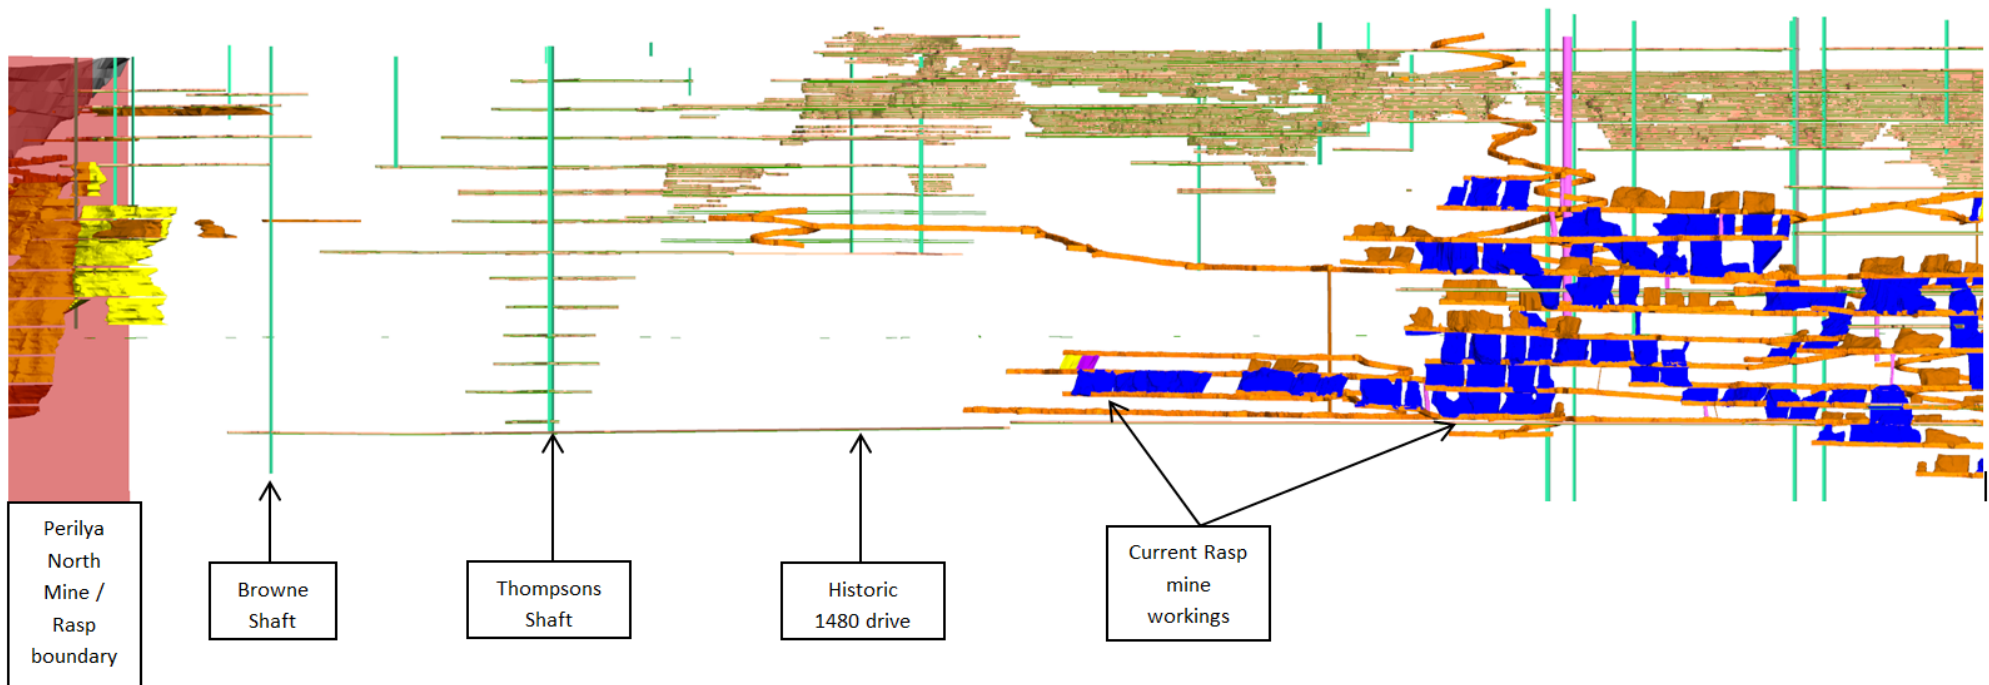 Perilya
North
Mine /
Rasp
boundary
Browne
Shaft
Thompsons
Shaft
Historic
1480 drive
Current Rasp
mine
workings